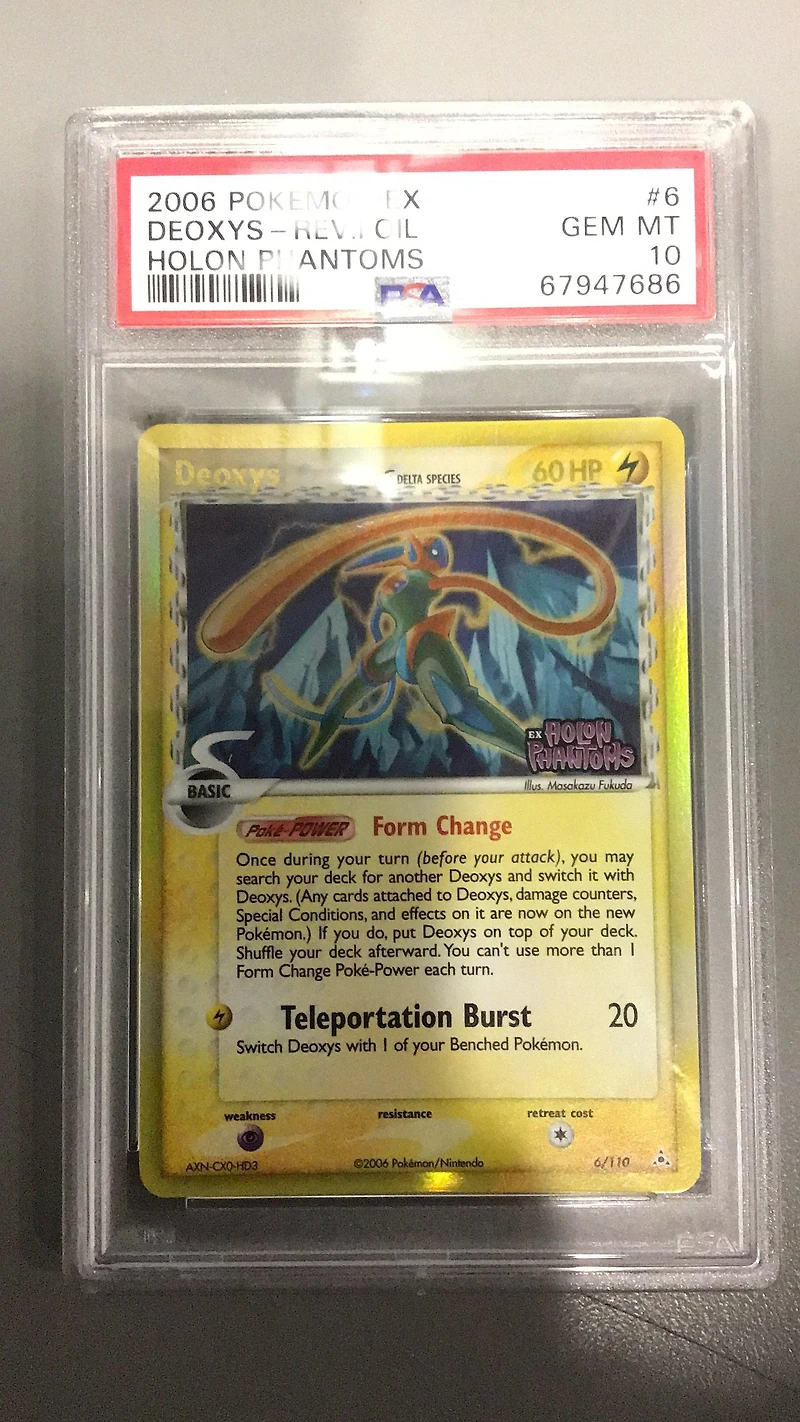 2006 POKEMON EX
#6
DEOXYS-REV.FOIL
GEM MT
HOLON PHANTOMS
10
PSA
67947686
Deoxys
DELTA SPECIES
60 HP
EX HOLON
PHANTOMS
δ
BASIC
Illus. Masakazu Fukuda
Poké-POWER Form Change
Once during your turn (before your attack), you may
search your deck for another Deoxys and switch it with
Deoxys. (Any cards attached to Deoxys, damage counters,
Special Conditions, and effects on it are now on the new
Pokémon.) If you do, put Deoxys on top of your deck.
Shuffle your deck afterward. You can't use more than 1
Form Change Poké-Power each turn.
Teleportation Burst 20
Switch Deoxys with 1 of your Benched Pokémon.
weakness
resistance
retreat cost
AXN-CX0-HD3
©2006 Pokémon/Nintendo
6/110
PSA